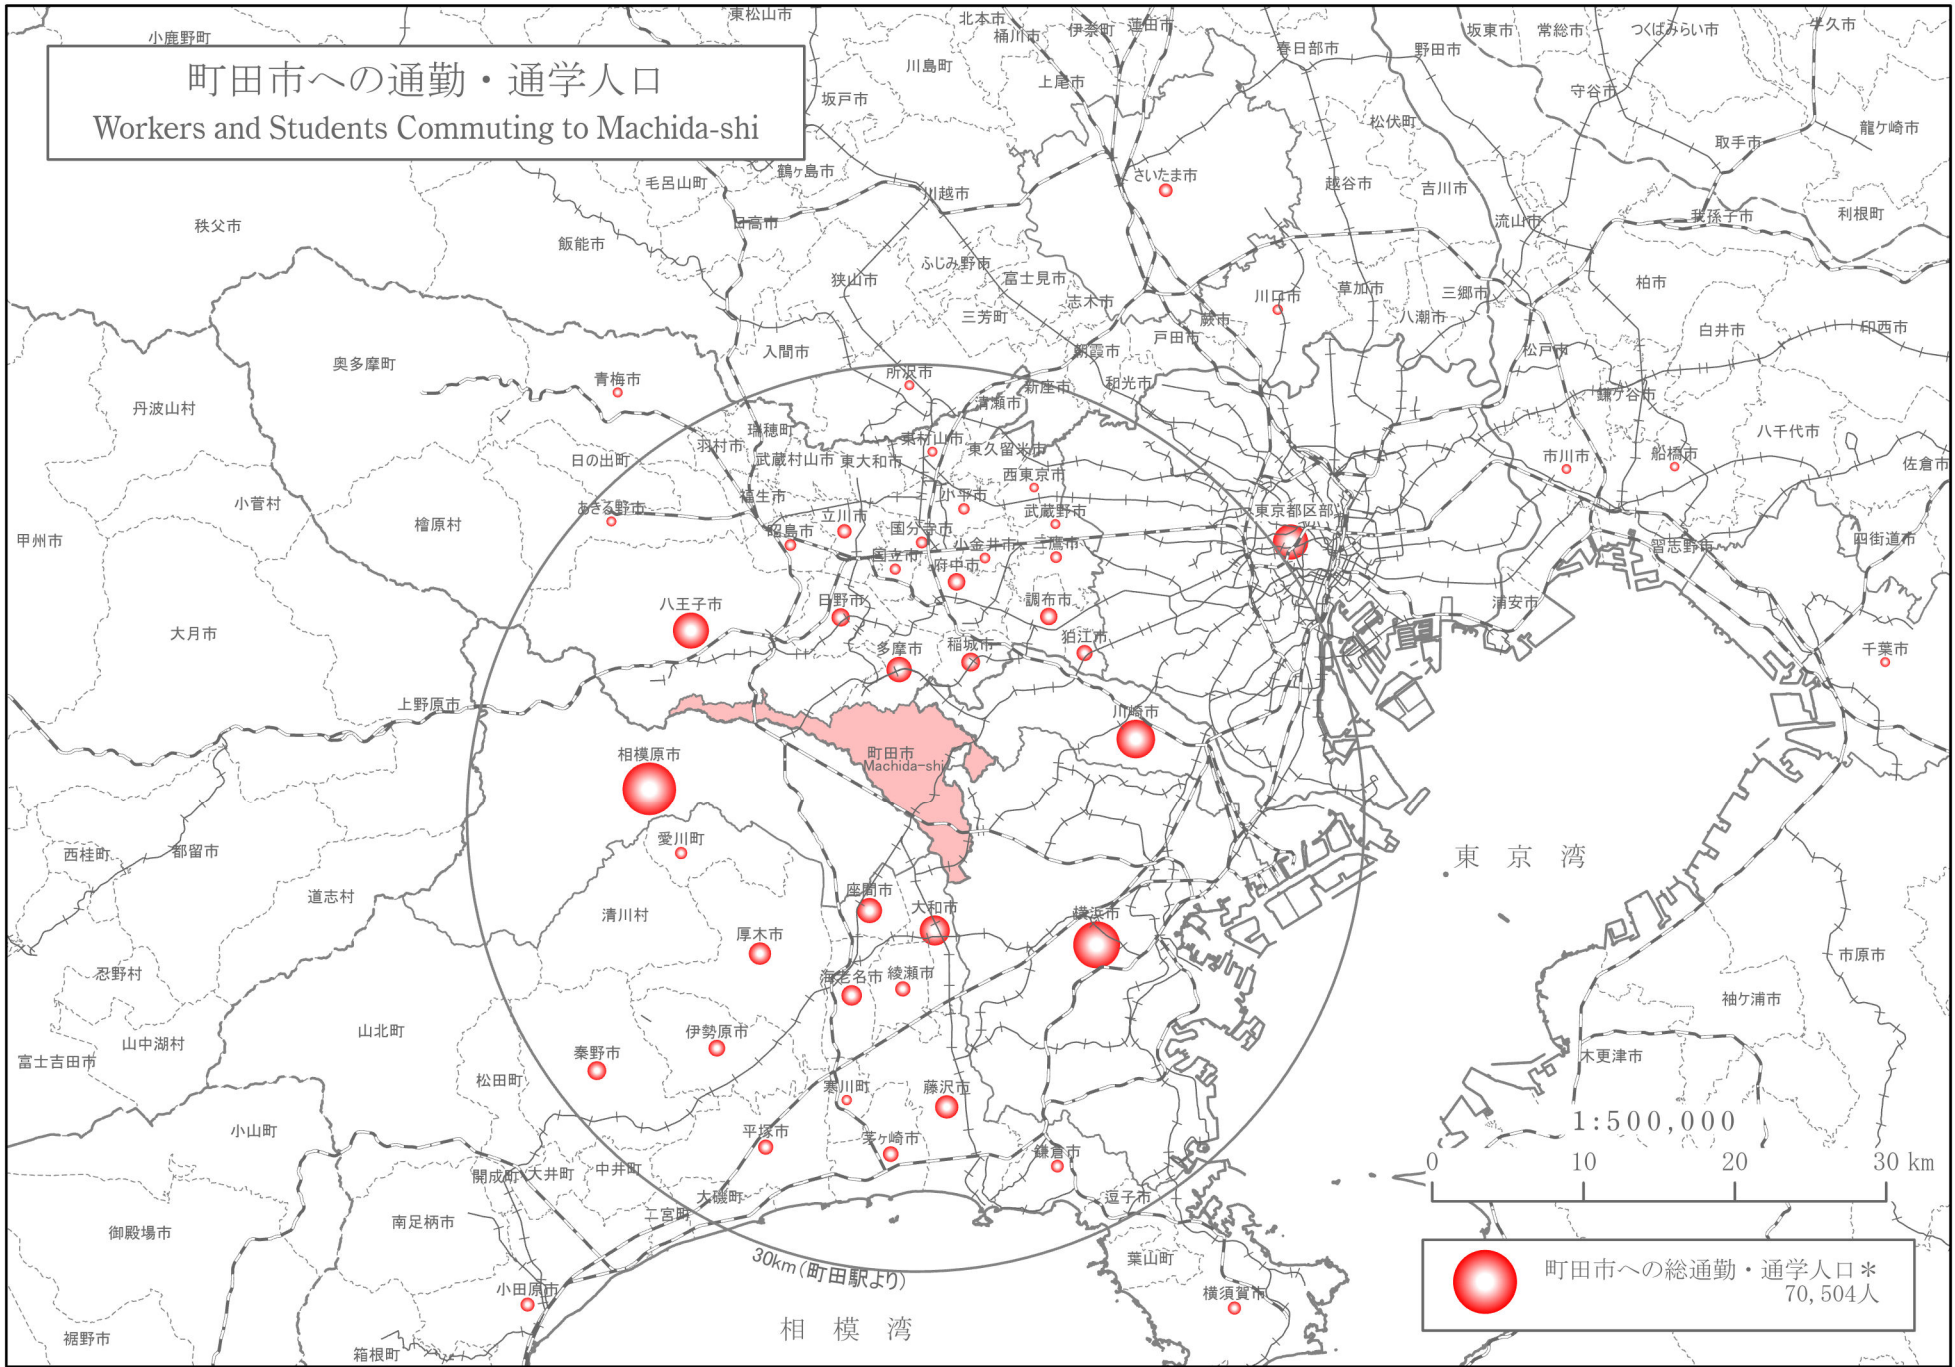 町田市への通勤・通学人口
Workers and Students Commuting to Machida-shi
小鹿野町
東松山市
北本市
桶川市
伊奈町
蓮田市
春日部市
野田市
坂東市
常総市
つくばみらい市
牛久市
川島町
上尾市
坂戸市
守谷市
松伏町
取手市
龍ケ崎市
鶴ヶ島市
毛呂山町
川越市
さいたま市
越谷市
吉川市
秩父市
日高市
飯能市
流山市
我孫子市
利根町
狭山市
ふじみ野市
富士見市
志木市
三芳町
川口市
草加市
三郷市
柏市
蕨市
八潮市
戸田市
白井市
印西市
入間市
朝霞市
松戸市
奥多摩町
青梅市
所沢市
新座市
和光市
清瀬市
鎌ケ谷市
丹波山村
瑞穂町
羽村市
東村山市
東久留米市
八千代市
日の出町
武蔵村山市
東大和市
西東京市
市川市
船橋市
佐倉市
小菅村
檜原村
福生市
あきる野市
小平市
武蔵野市
東京都区部
立川市
国分寺市
昭島市
小金井市
三鷹市
甲州市
習志野市
四街道市
国立市
府中市
八王子市
日野市
調布市
浦安市
大月市
狛江市
多摩市
稲城市
千葉市
上野原市
川崎市
相模原市
町田市
Machida-shi
愛川町
西桂町
都留市
東 京 湾
道志村
清川村
座間市
大和市
横浜市
厚木市
忍野村
海老名市
綾瀬市
市原市
袖ケ浦市
山北町
伊勢原市
山中湖村
富士吉田市
秦野市
木更津市
松田町
寒川町
藤沢市
小山町
平塚市
茅ヶ崎市
鎌倉市
1:500,000
0 10 20 30 km
開成町
大井町
中井町
大磯町
逗子市
二宮町
南足柄市
御殿場市
30km(町田駅より)
葉山町
小田原市
横須賀市
相 模 湾
裾野市
箱根町
町田市への総通勤・通学人口＊
70,504人